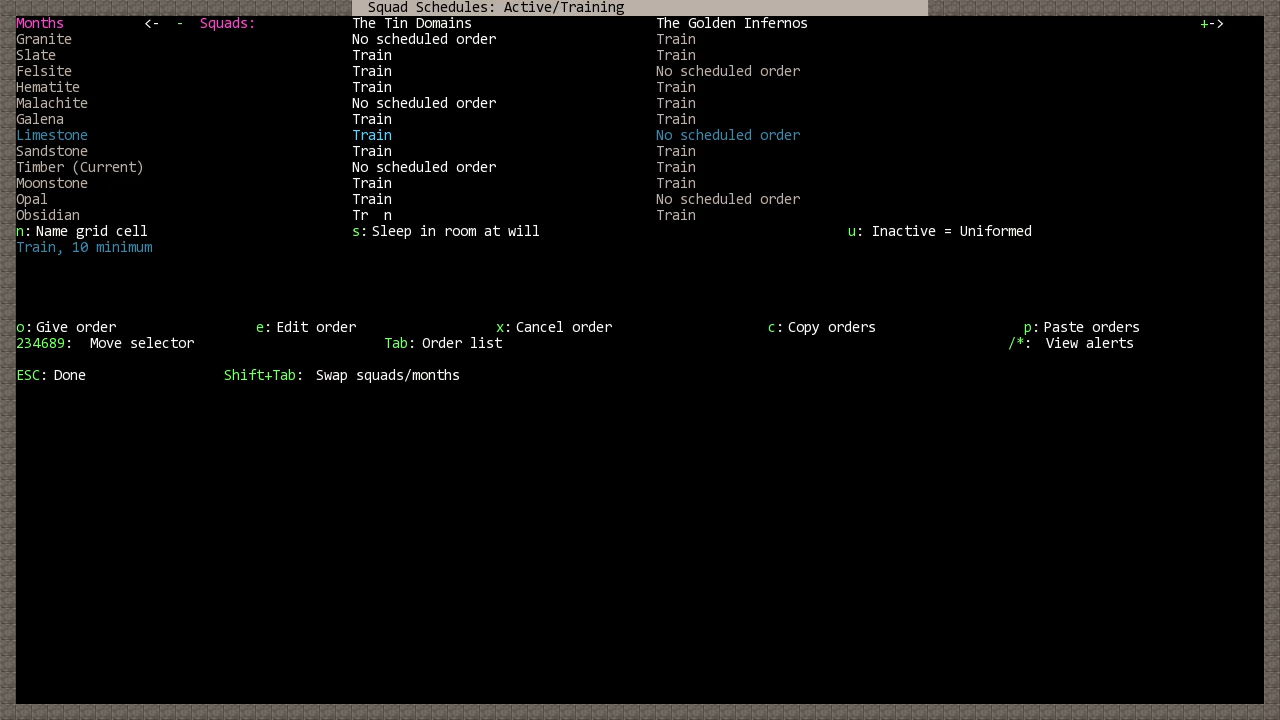 Squad Schedules: Active/Training
Months <- - Squads: The Tin Domains The Golden Infernos +->
Granite No scheduled order Train
Slate Train Train
Felsite Train No scheduled order
Hematite Train Train
Malachite No scheduled order Train
Galena Train Train
Limestone Train No scheduled order
Sandstone Train Train
Timber (Current) No scheduled order Train
Moonstone Train Train
Opal Train No scheduled order
Obsidian Tr n Train
n: Name grid cell s: Sleep in room at will u: Inactive = Uniformed
Train, 10 minimum
o: Give order e: Edit order x: Cancel order c: Copy orders p: Paste orders
234689: Move selector Tab: Order list /*: View alerts
ESC: Done Shift+Tab: Swap squads/months